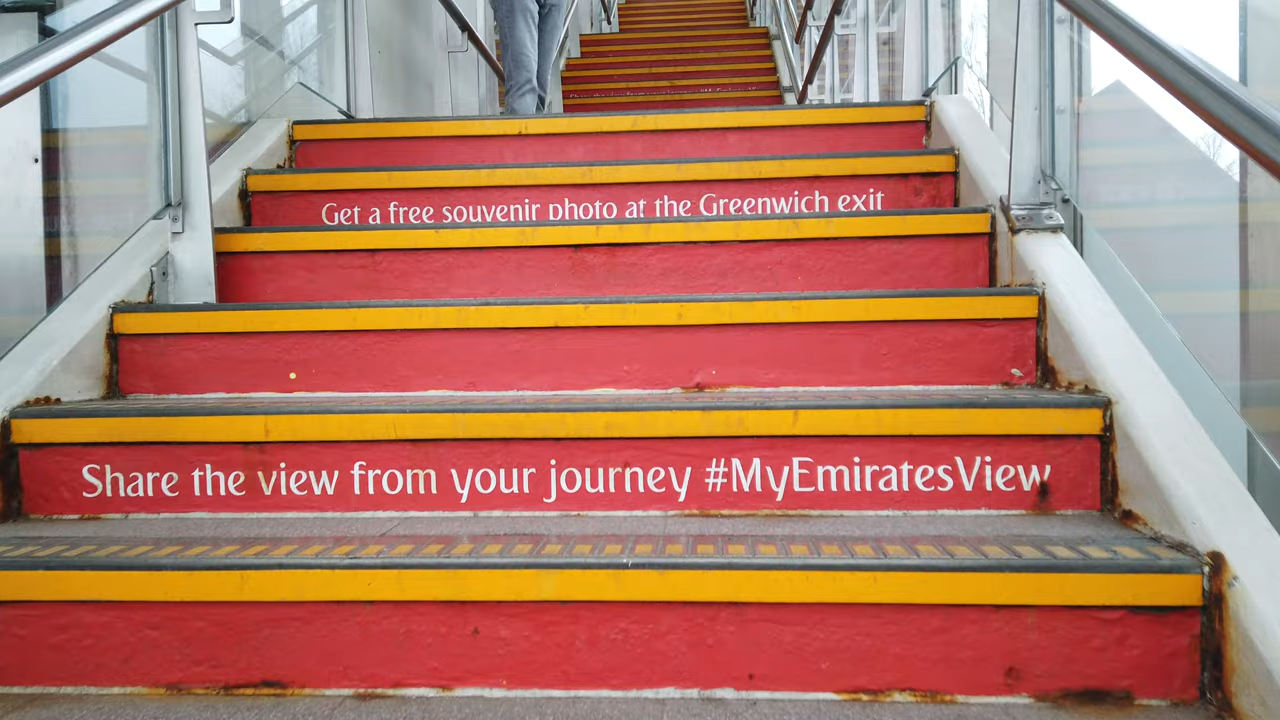 Get a free souvenir photo at the Greenwich exit
Share the view from your journey #MyEmiratesView